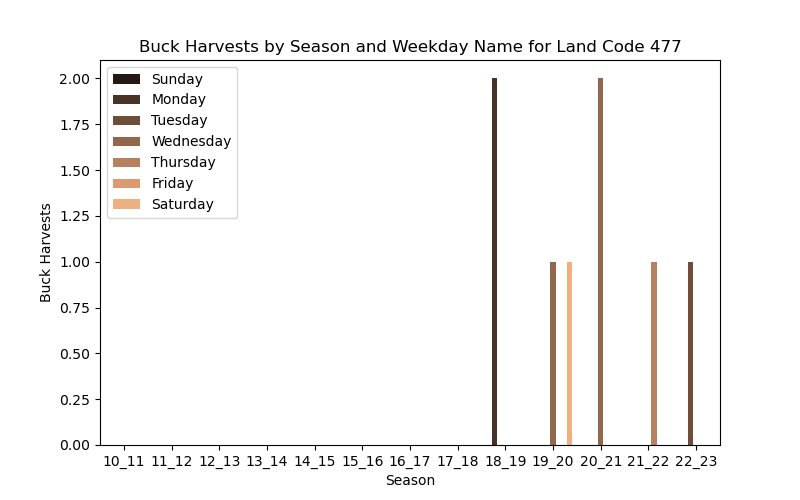 Buck Harvests by Season and Weekday Name for Land Code 477
Sunday
Monday
Tuesday
Wednesday
Thursday
Friday
Saturday
2.00
1.75
1.50
1.25
1.00
0.75
0.50
0.25
0.00
Buck Harvests
10_11 11_12 12_13 13_14 14_15 15_16 16_17 17_18 18_19 19_20 20_21 21_22 22_23
Season